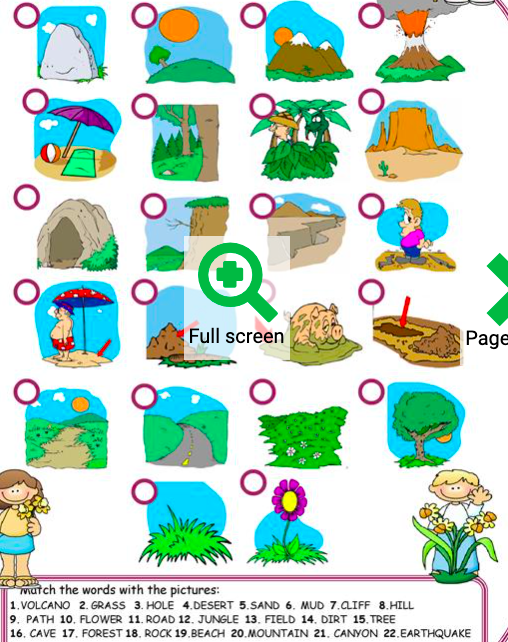 Full screen
Page
Match the words with the pictures:
1.VOLCANO 2.GRASS 3.HOLE 4.DESERT 5.SAND 6. MUD 7.CLIFF 8.HILL
9. PATH 10. FLOWER 11.ROAD 12. JUNGLE 13. FIELD 14. DIRT 15.TREE
16. CAVE 17. FOREST 18. ROCK 19.BEACH 20.MOUNTAIN 21. CANYON 22.EARTHQUAKE